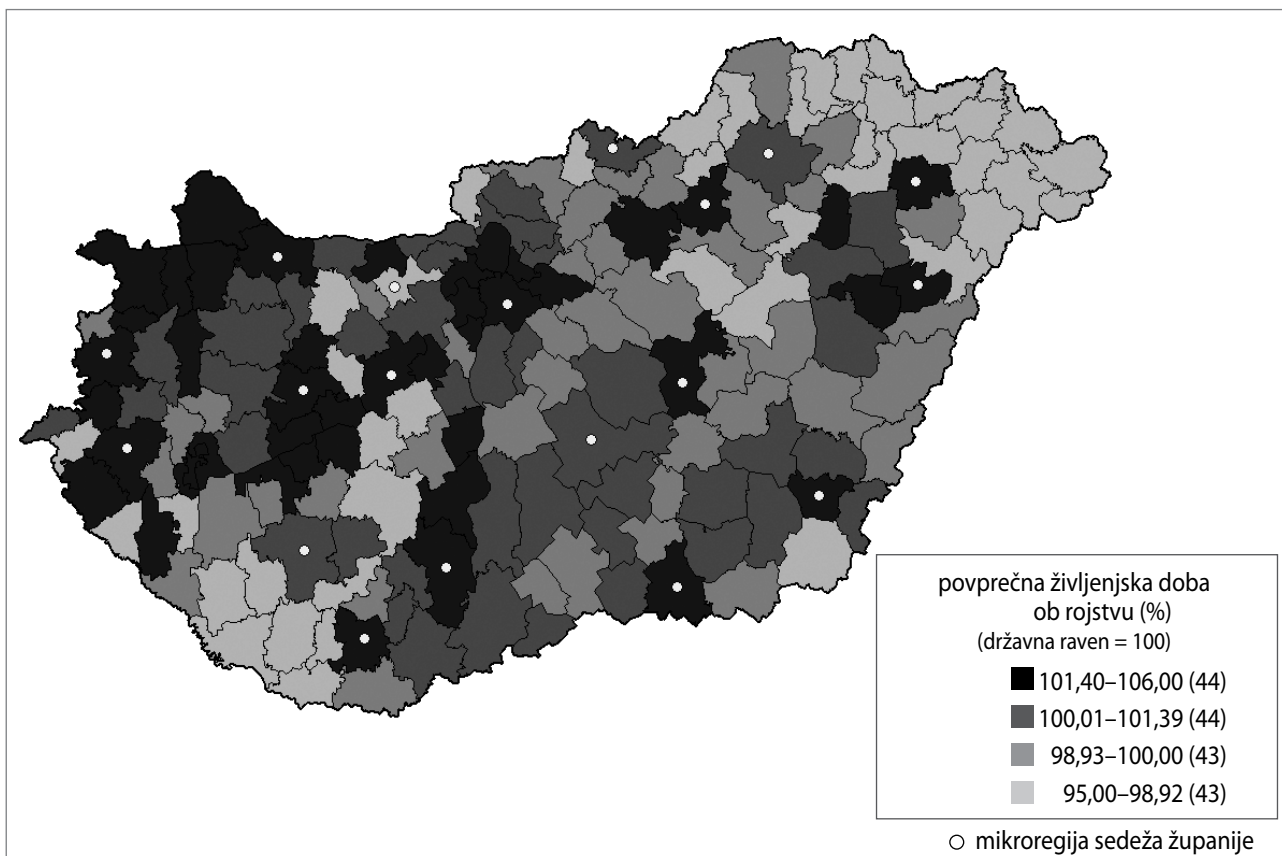 povprečna življenjska doba
ob rojstvu (%)
(državna raven = 100)
101,40–106,00 (44)
100,01–101,39 (44)
98,93–100,00 (43)
95,00–98,92 (43)
mikroregija sedeža županije